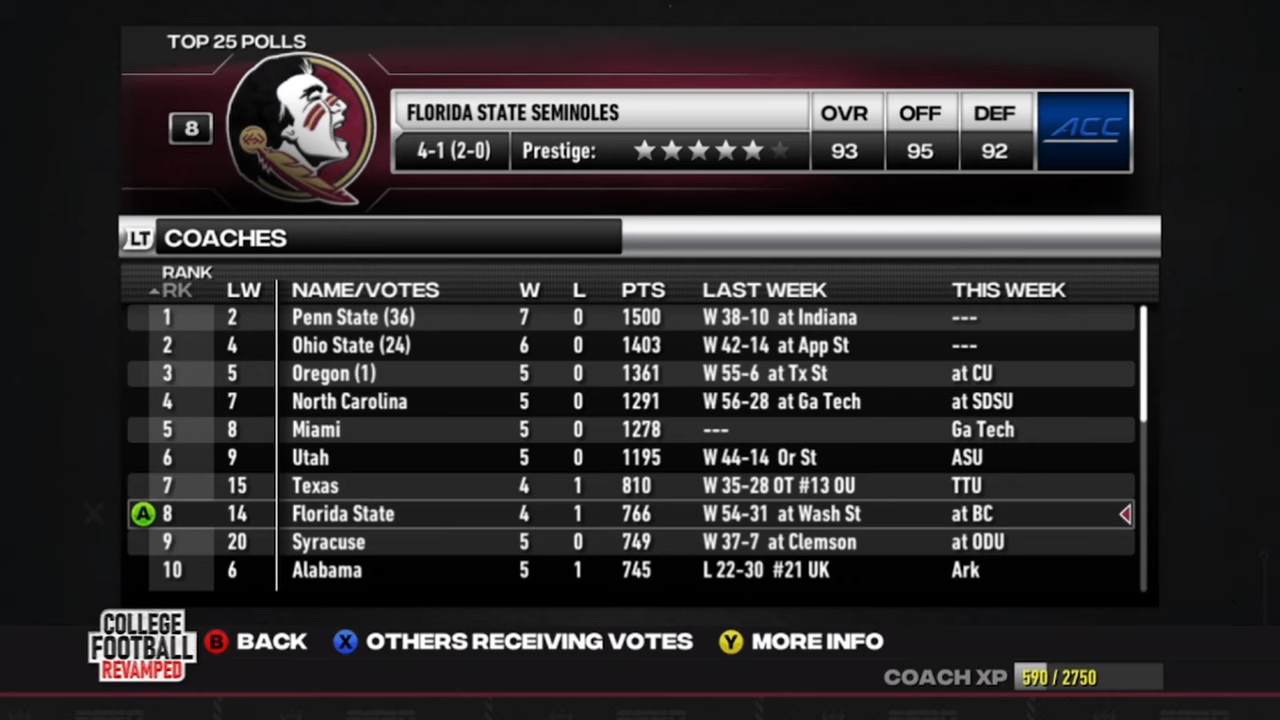 TOP 25 POLLS
8
FLORIDA STATE SEMINOLES OVR OFF DEF ACC
4-1 (2-0) Prestige: 93 95 92
LT COACHES
RANK
RK LW NAME/VOTES W L PTS LAST WEEK THIS WEEK
1 2 Penn State (36) 7 0 1500 W 38-10 at Indiana ---
2 4 Ohio State (24) 6 0 1403 W 42-14 at App St ---
3 5 Oregon (1) 5 0 1361 W 55-6 at Tx St at CU
4 7 North Carolina 5 0 1291 W 56-28 at Ga Tech at SDSU
5 8 Miami 5 0 1278 --- Ga Tech
6 9 Utah 5 0 1195 W 44-14 Or St ASU
7 15 Texas 4 1 810 W 35-28 OT #13 OU TTU
A 8 14 Florida State 4 1 766 W 54-31 at Wash St at BC
9 20 Syracuse 5 0 749 W 37-7 at Clemson at ODU
10 6 Alabama 5 1 745 L 22-30 #21 UK Ark
COLLEGE
FOOTBALL
REVAMPED
B BACK X OTHERS RECEIVING VOTES Y MORE INFO
COACH XP 590 / 2750